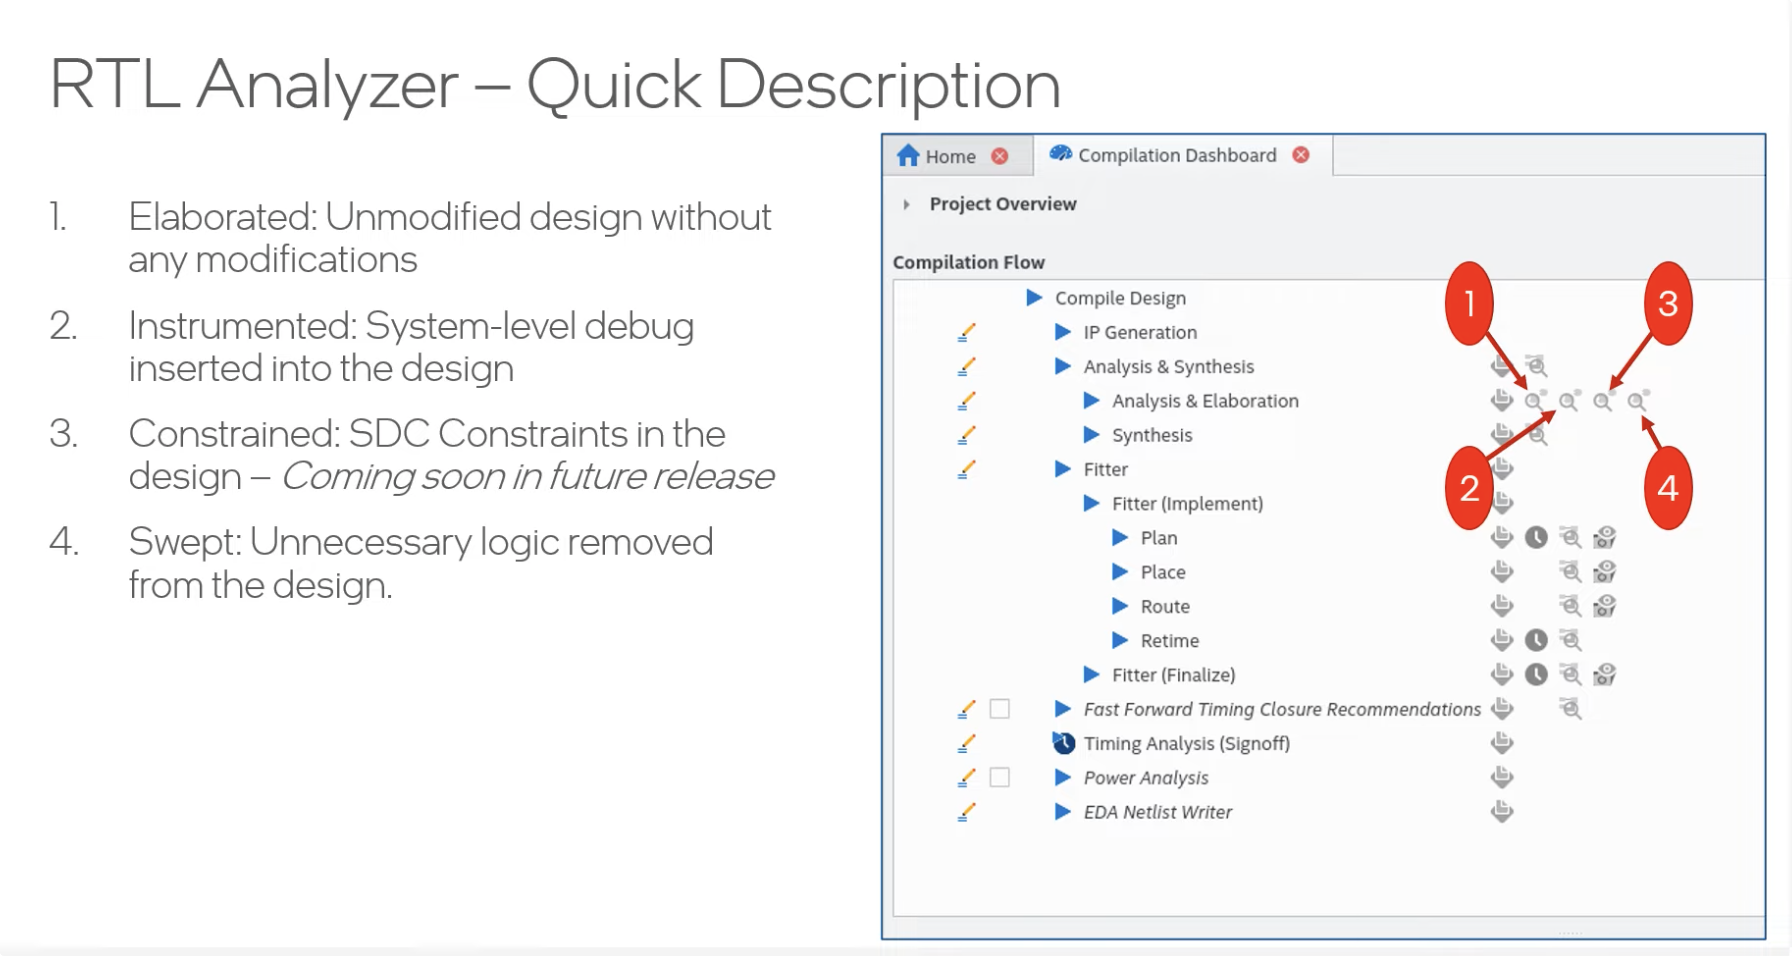 RTL Analyzer – Quick Description
1. Elaborated: Unmodified design without
any modifications
2. Instrumented: System-level debug
inserted into the design
3. Constrained: SDC Constraints in the
design – Coming soon in future release
4. Swept: Unnecessary logic removed
from the design.
Home
Compilation Dashboard
Project Overview
Compilation Flow
Compile Design
IP Generation
Analysis & Synthesis
Analysis & Elaboration
Synthesis
Fitter
Fitter (Implement)
Plan
Place
Route
Retime
Fitter (Finalize)
Fast Forward Timing Closure Recommendations
Timing Analysis (Signoff)
Power Analysis
EDA Netlist Writer
1
3
2
4